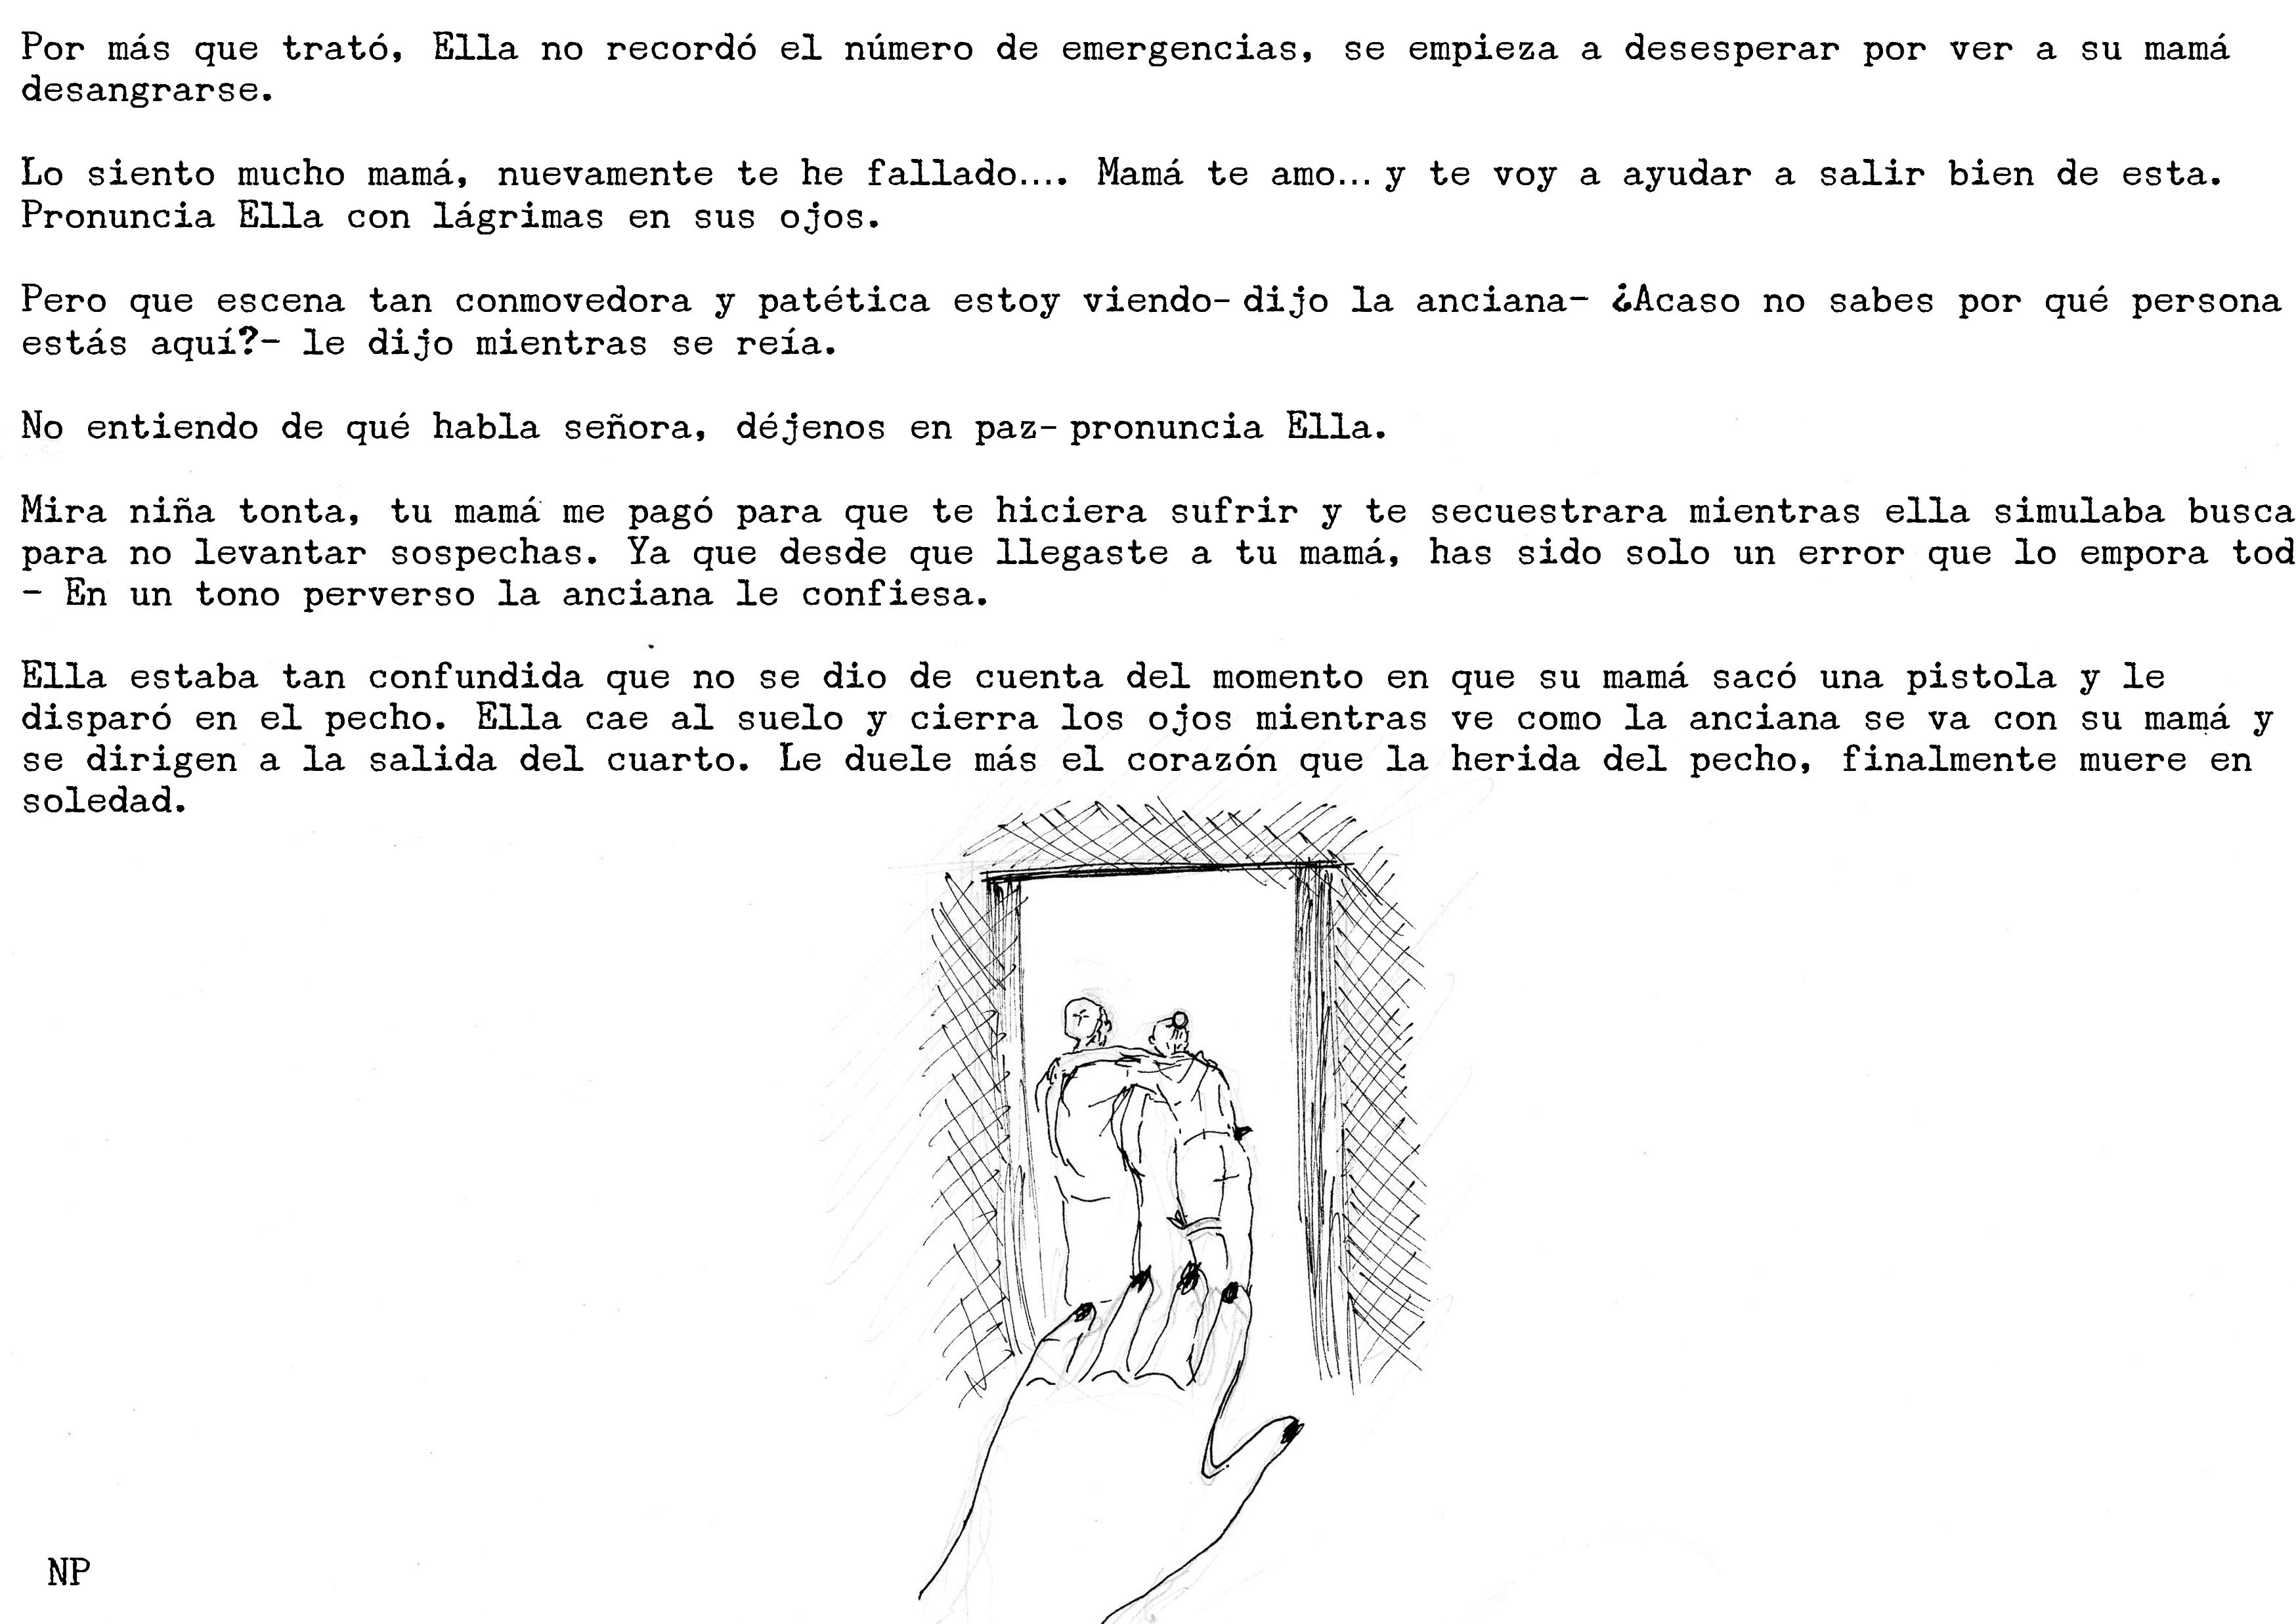 Por más que trató, Ella no recordó el número de emergencias, se empieza a desesperar por ver a su mamá
desangrarse.
Lo siento mucho mamá, nuevamente te he fallado.... Mamá te amo... y te voy a ayudar a salir bien de esta.
Pronuncia Ella con lágrimas en sus ojos.
Pero que escena tan conmovedora y patética estoy viendo- dijo la anciana- ¿Acaso no sabes por qué persona
estás aquí?- le dijo mientras se reía.
No entiendo de qué habla señora, déjenos en paz- pronuncia Ella.
Mira niña tonta, tu mamá me pagó para que te hiciera sufrir y te secuestrara mientras ella simulaba busca
para no levantar sospechas. Ya que desde que llegaste a tu mamá, has sido solo un error que lo empora tod
- En un tono perverso la anciana le confiesa.
Ella estaba tan confundida que no se dio de cuenta del momento en que su mamá sacó una pistola y le
disparó en el pecho. Ella cae al suelo y cierra los ojos mientras ve como la anciana se va con su mamá y
se dirigen a la salida del cuarto. Le duele más el corazón que la herida del pecho, finalmente muere en
soledad.
NP